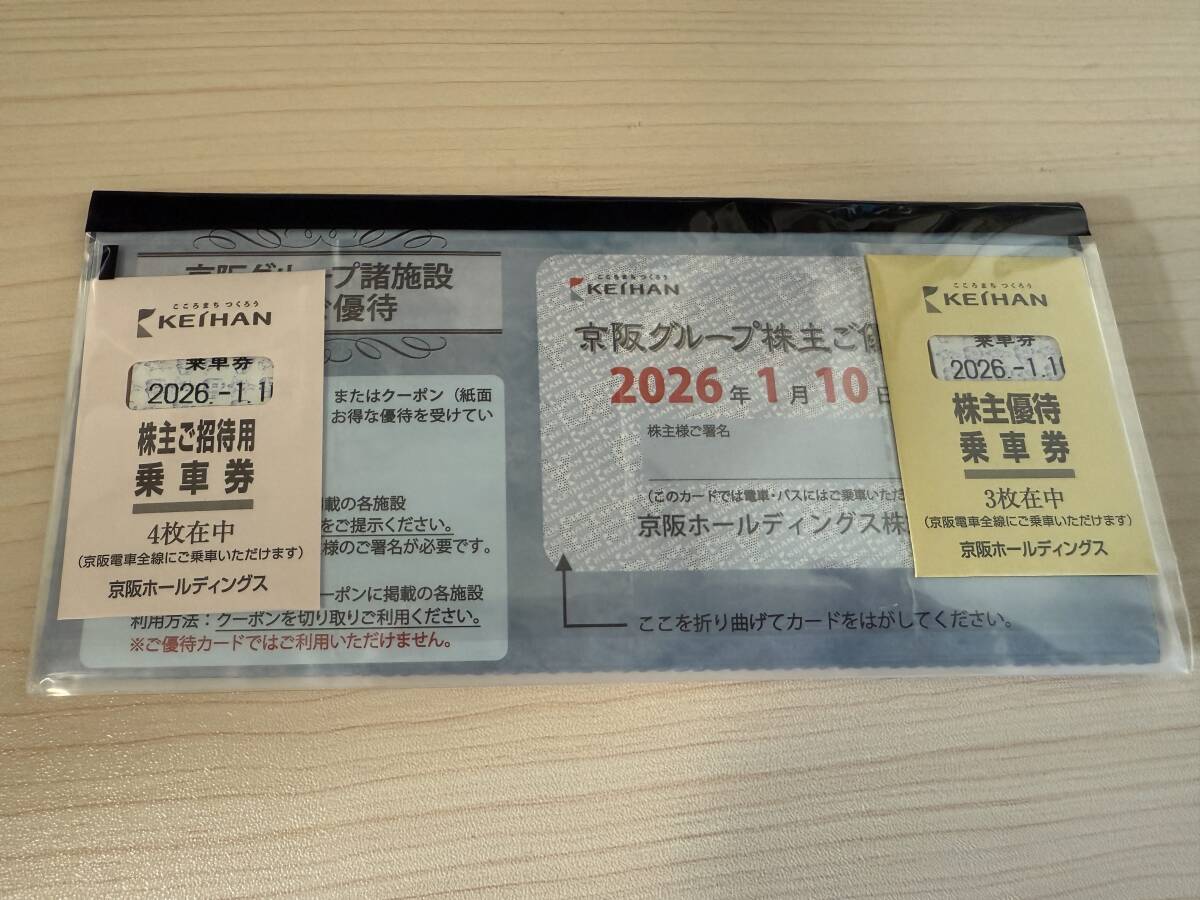 こころまち つくろう
KEIHAN
乗車券
2026.-1.1
株主ご招待用
乗車券
4枚在中
(京阪電車全線にご乗車いただけます)
京阪ホールディングス
京阪グループ諸施設
ご優待
またはクーポン(紙面
お得な優待を受けてい
掲載の各施設
をご提示ください。
様のご署名が必要です。
クーポンに掲載の各施設
利用方法:クーポンを切り取りご利用ください。
※ご優待カードではご利用いただけません。
こころまち つくろう
KEIHAN
京阪グループ株主ご優
2026年1月10日
株主様ご署名
(このカードでは電車・バスにはご乗車いただ
京阪ホールディングス株
ここを折り曲げてカードをはがしてください。
こころまち つくろう
KEIHAN
乗車券
2026.-1.10
株主優待
乗車券
3枚在中
(京阪電車全線にご乗車いただけます)
京阪ホールディングス